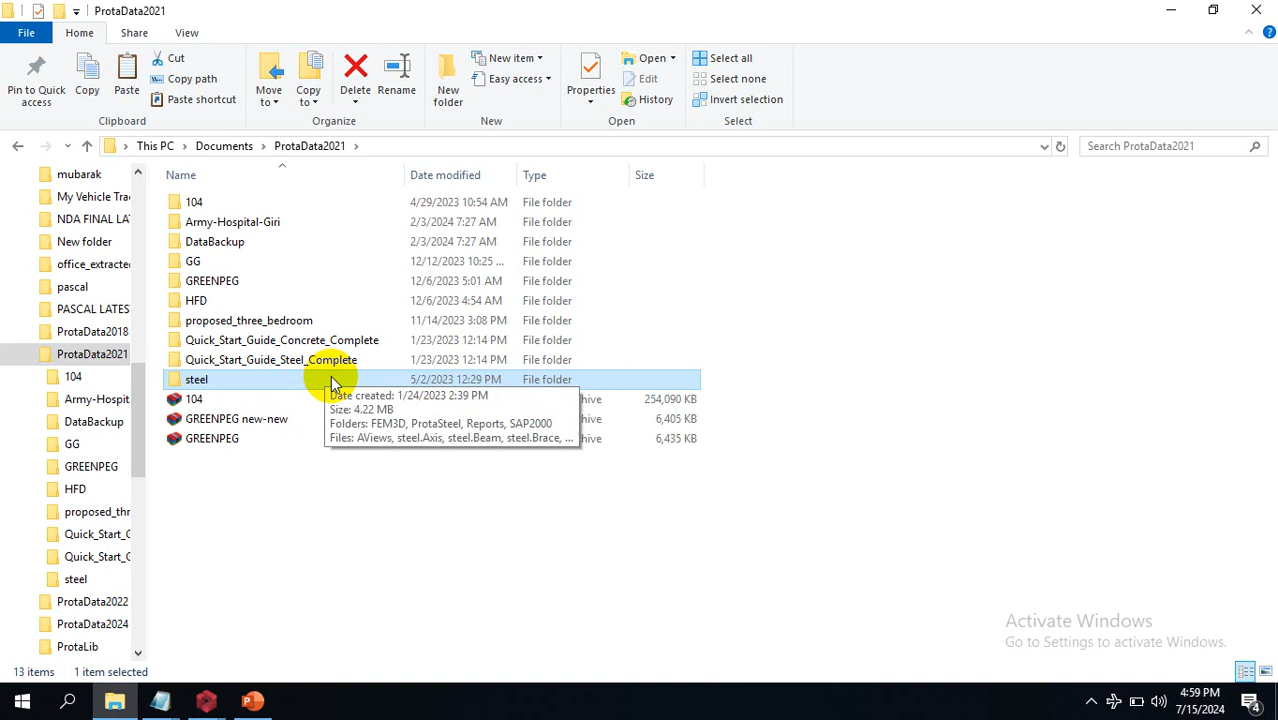 ProtaData2021
File Home Share View
Pin to Quick access
Copy
Paste
Cut
Copy path
Paste shortcut
Clipboard
Move to
Copy to
Delete
Rename
Organize
New folder
New item
Easy access
New
Properties
Open
Edit
History
Open
Select all
Select none
Invert selection
Select
This PC Documents ProtaData2021
Search ProtaData2021
mubarak
My Vehicle Tra
NDA FINAL LA
New folder
office_extracte
pascal
PASCAL LATES
ProtaData2018
ProtaData2021
104
Army-Hospit
DataBackup
GG
GREENPEG
HFD
proposed_thr
Quick_Start_G
Quick_Start_G
steel
ProtaData2022
ProtaData2024
ProtaLib
Name Date modified Type Size
104 4/29/2023 10:54 AM File folder
Army-Hospital-Giri 2/3/2024 7:27 AM File folder
DataBackup 2/3/2024 7:27 AM File folder
GG 12/12/2023 10:25 ... File folder
GREENPEG 12/6/2023 5:01 AM File folder
HFD 12/6/2023 4:54 AM File folder
proposed_three_bedroom 11/14/2023 3:08 PM File folder
Quick_Start_Guide_Concrete_Complete 1/23/2023 12:14 PM File folder
Quick_Start_Guide_Steel_Complete 1/23/2023 12:14 PM File folder
steel 5/2/2023 12:29 PM File folder
104 hive 254,090 KB
GREENPEG new-new hive 6,405 KB
GREENPEG hive 6,435 KB
Date created: 1/24/2023 2:39 PM
Size: 4.22 MB
Folders: FEM3D, ProtaSteel, Reports, SAP2000
Files: AViews, steel.Axis, steel.Beam, steel.Brace, ...
Activate Windows
Go to Settings to activate Windows.
13 items 1 item selected
4:59 PM
7/15/2024
4